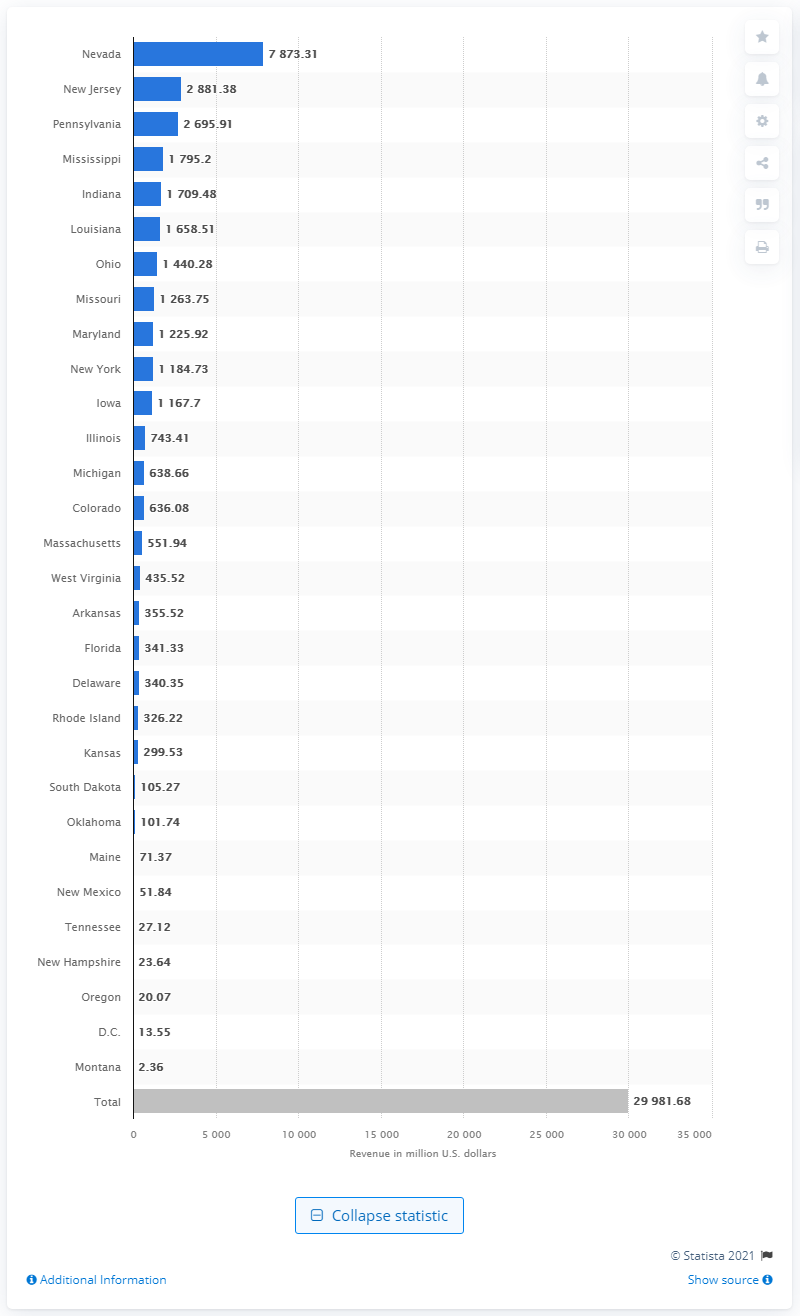 Nevada 7 873.31
New Jersey 2 881.38
Pennsylvania 2 695.91
Mississippi 1 795.2
Indiana 1 709.48
Louisiana 1 658.51
Ohio 1 440.28
Missouri 1 263.75
Maryland 1 225.92
New York 1 184.73
Iowa 1 167.7
Illinois 743.41
Michigan 638.66
Colorado 636.08
Massachusetts 551.94
West Virginia 435.52
Arkansas 355.52
Florida 341.33
Delaware 340.35
Rhode Island 326.22
Kansas 299.53
South Dakota 105.27
Oklahoma 101.74
Maine 71.37
New Mexico 51.84
Tennessee 27.12
New Hampshire 23.64
Oregon 20.07
D.C. 13.55
Montana 2.36
Total 29 981.68
0 5 000 10 000 15 000 20 000 25 000 30 000 35 000
Revenue in million U.S. dollars
Collapse statistic
© Statista 2021
Additional Information Show source